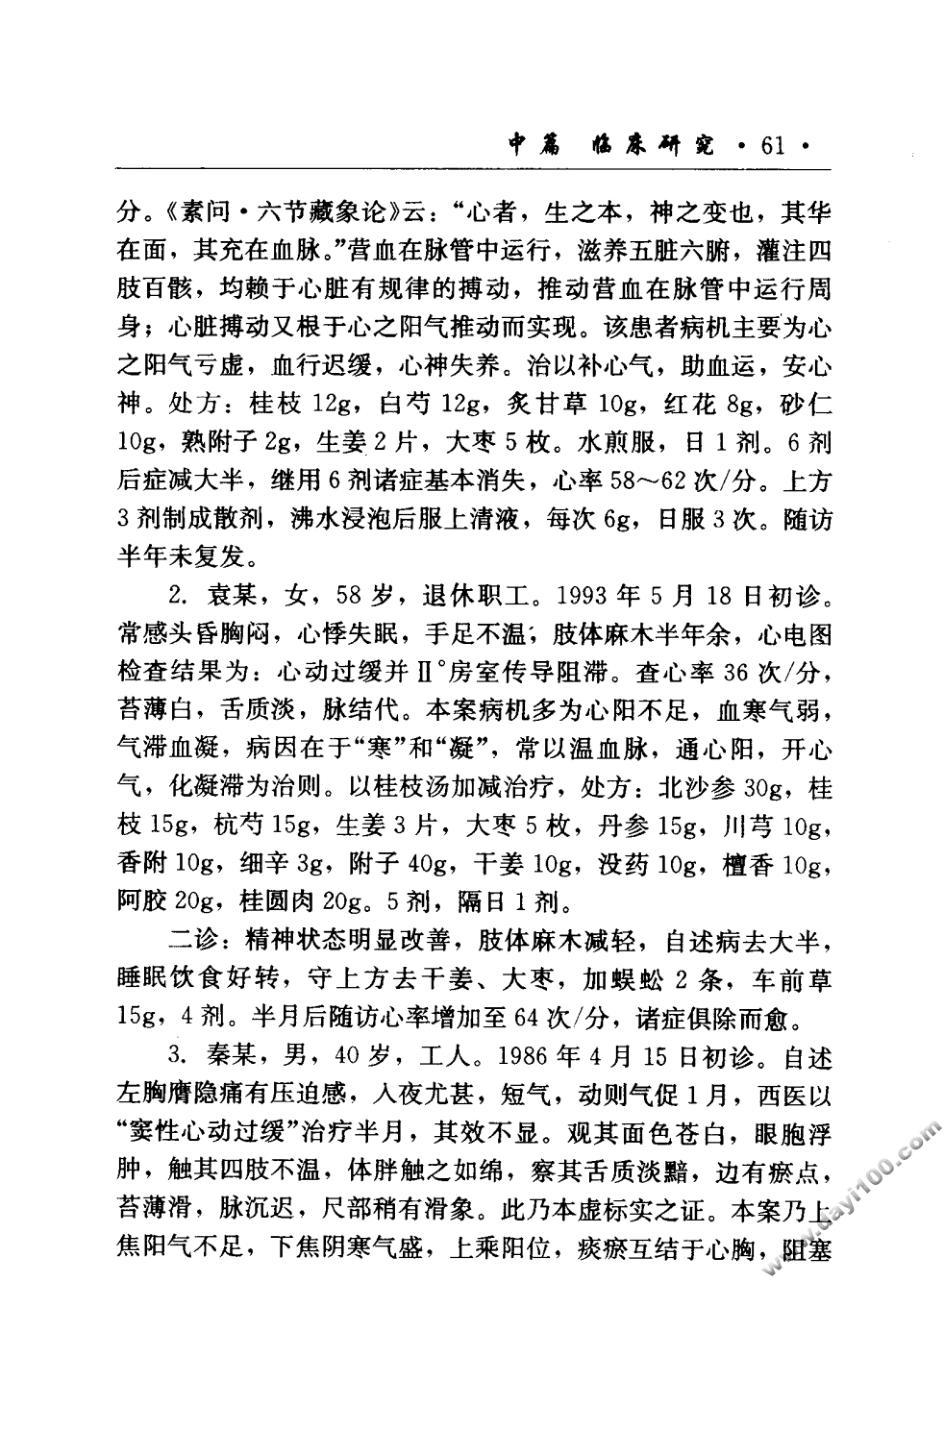 中篇 临床研究 · 61 ·
分。《素问·六节藏象论》云：“心者，生之本，神之变也，其华
在面，其充在血脉。”营血在脉管中运行，滋养五脏六腑，灌注四
肢百骸，均赖于心脏有规律的搏动，推动营血在脉管中运行周
身；心脏搏动又根于心之阳气推动而实现。该患者病机主要为心
之阳气亏虚，血行迟缓，心神失养。治以补心气，助血运，安心
神。处方：桂枝 12g，白芍 12g，炙甘草 10g，红花 8g，砂仁
10g，熟附子 2g，生姜 2 片，大枣 5 枚。水煎服，日 1 剂。6 剂
后症减大半，继用 6 剂诸症基本消失，心率 58～62 次/分。上方
3 剂制成散剂，沸水浸泡后服上清液，每次 6g，日服 3 次。随访
半年未复发。
2. 袁某，女，58 岁，退休职工。1993 年 5 月 18 日初诊。
常感头昏胸闷，心悸失眠，手足不温；肢体麻木半年余，心电图
检查结果为：心动过缓并Ⅱ°房室传导阻滞。查心率 36 次/分，
苔薄白，舌质淡，脉结代。本案病机多为心阳不足，血寒气弱，
气滞血凝，病因在于“寒”和“凝”，常以温血脉，通心阳，开心
气，化凝滞为治则。以桂枝汤加减治疗，处方：北沙参 30g，桂
枝 15g，杭芍 15g，生姜 3 片，大枣 5 枚，丹参 15g，川芎 10g，
香附 10g，细辛 3g，附子 40g，干姜 10g，没药 10g，檀香 10g，
阿胶 20g，桂圆肉 20g。5 剂，隔日 1 剂。
二诊：精神状态明显改善，肢体麻木减轻，自述病去大半，
睡眠饮食好转，守上方去干姜、大枣，加蜈蚣 2 条，车前草
15g，4 剂。半月后随访心率增加至 64 次/分，诸症俱除而愈。
3. 秦某，男，40 岁，工人。1986 年 4 月 15 日初诊。自述
左胸膺隐痛有压迫感，入夜尤甚，短气，动则气促 1 月，西医以
“窦性心动过缓”治疗半月，其效不显。观其面色苍白，眼胞浮
肿，触其四肢不温，体胖触之如绵，察其舌质淡黯，边有瘀点，
苔薄滑，脉沉迟，尺部稍有滑象。此乃本虚标实之证。本案乃上
焦阳气不足，下焦阴寒气盛，上乘阳位，痰瘀互结于心胸，阻塞
www.dayi100.com